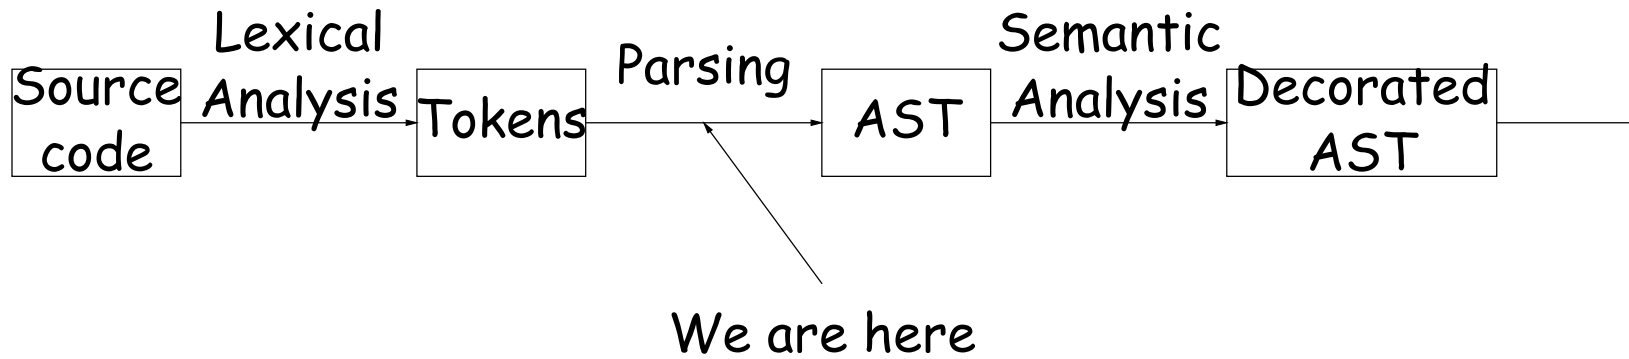 Source
code
Lexical
Analysis
Tokens
Parsing
AST
Semantic
Analysis
Decorated
AST
We are here